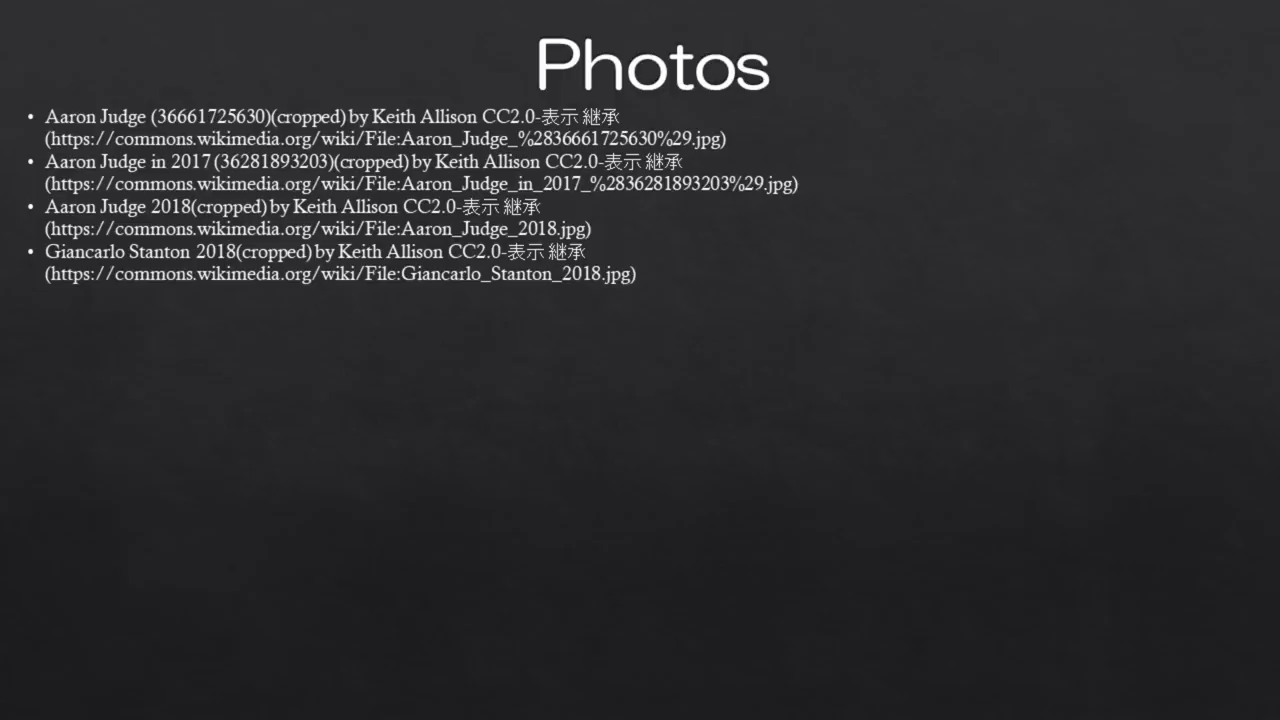 Photos
• Aaron Judge (36661725630)(cropped) by Keith Allison CC2.0-表示 継承
(https://commons.wikimedia.org/wiki/File:Aaron_Judge_%2836661725630%29.jpg)
• Aaron Judge in 2017 (36281893203)(cropped) by Keith Allison CC2.0-表示 継承
(https://commons.wikimedia.org/wiki/File:Aaron_Judge_in_2017_%2836281893203%29.jpg)
• Aaron Judge 2018(cropped) by Keith Allison CC2.0-表示 継承
(https://commons.wikimedia.org/wiki/File:Aaron_Judge_2018.jpg)
• Giancarlo Stanton 2018(cropped) by Keith Allison CC2.0-表示 継承
(https://commons.wikimedia.org/wiki/File:Giancarlo_Stanton_2018.jpg)